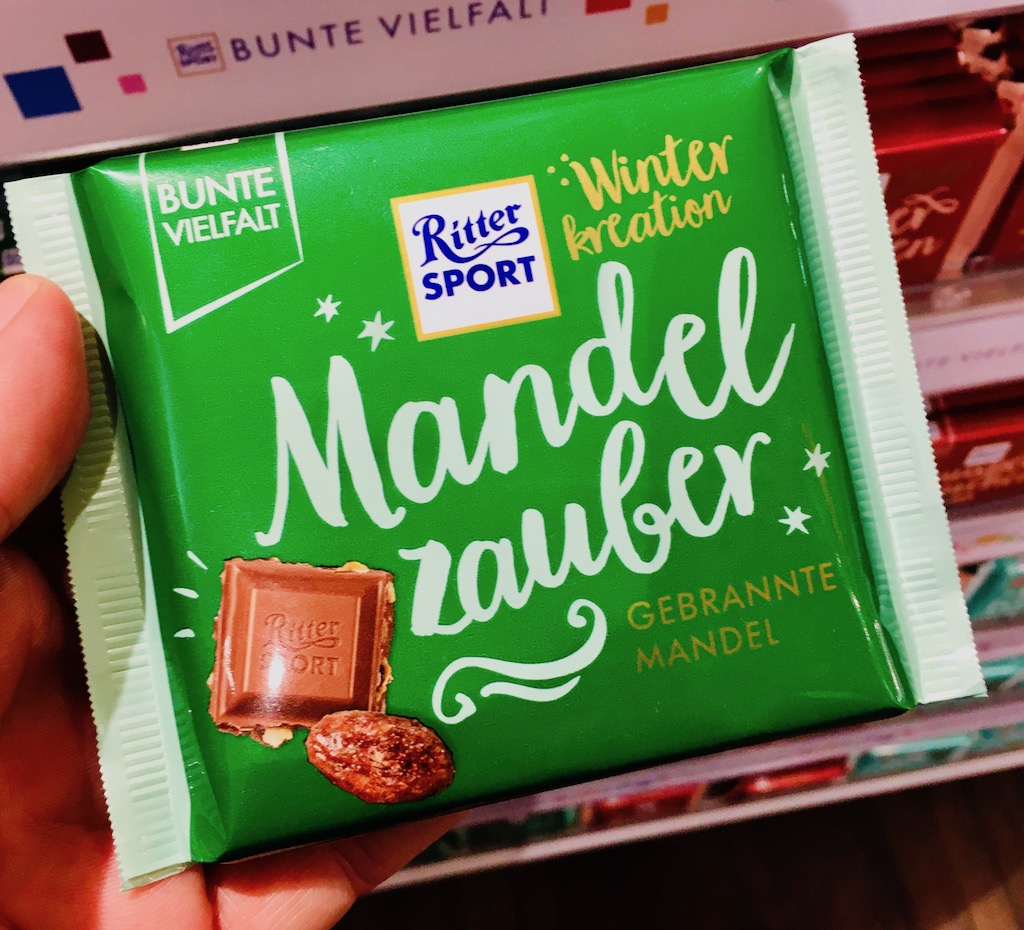 BUNTE VIELFALT
BUNTE
VIELFALT
Ritter
SPORT
Winter
kreation
Mandel
zauber
GEBRANNTE
MANDEL
Ritter
SPORT